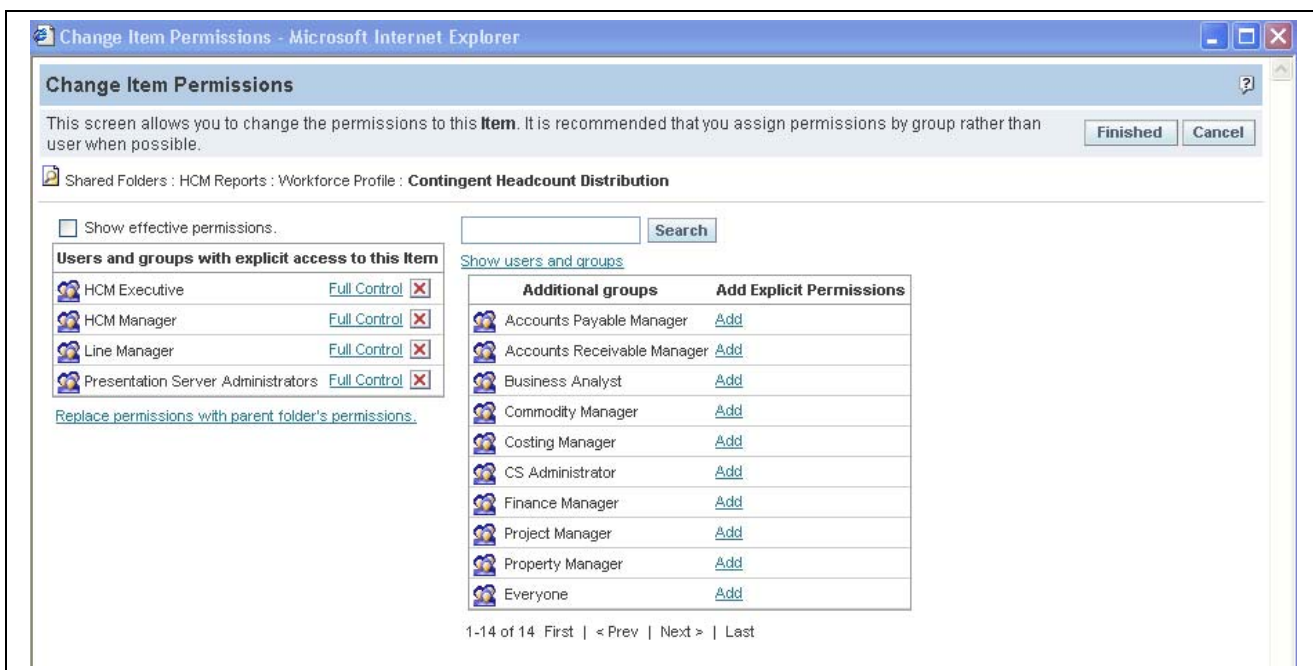 Change Item Permissions - Microsoft Internet Explorer
Change Item Permissions
?
This screen allows you to change the permissions to this Item. It is recommended that you assign permissions by group rather than
user when possible.
Finished Cancel
Shared Folders : HCM Reports : Workforce Profile : Contingent Headcount Distribution
Show effective permissions.
Users and groups with explicit access to this Item
HCM Executive Full Control
HCM Manager Full Control
Line Manager Full Control
Presentation Server Administrators Full Control
Replace permissions with parent folder's permissions.
Search
Show users and groups
Additional groups Add Explicit Permissions
Accounts Payable Manager Add
Accounts Receivable Manager Add
Business Analyst Add
Commodity Manager Add
Costing Manager Add
CS Administrator Add
Finance Manager Add
Project Manager Add
Property Manager Add
Everyone Add
1-14 of 14 First | < Prev | Next > | Last